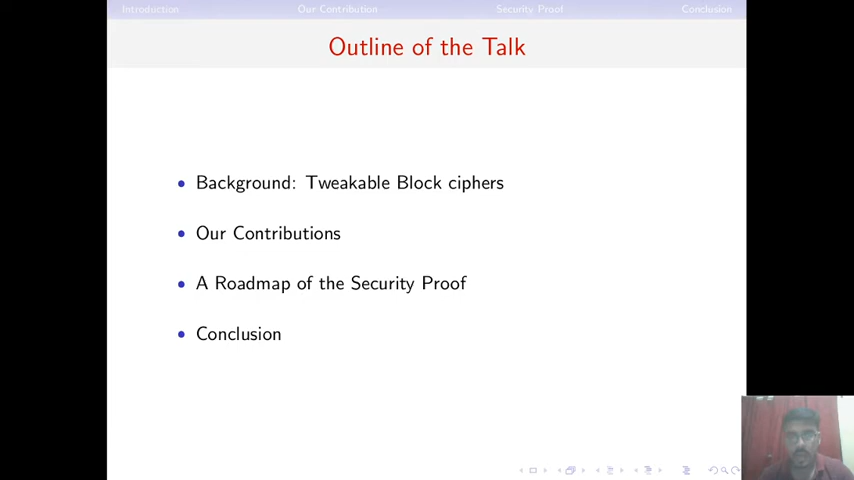 Introduction Our Contribution Security Proof Conclusion
Outline of the Talk
Background: Tweakable Block ciphers
Our Contributions
A Roadmap of the Security Proof
Conclusion